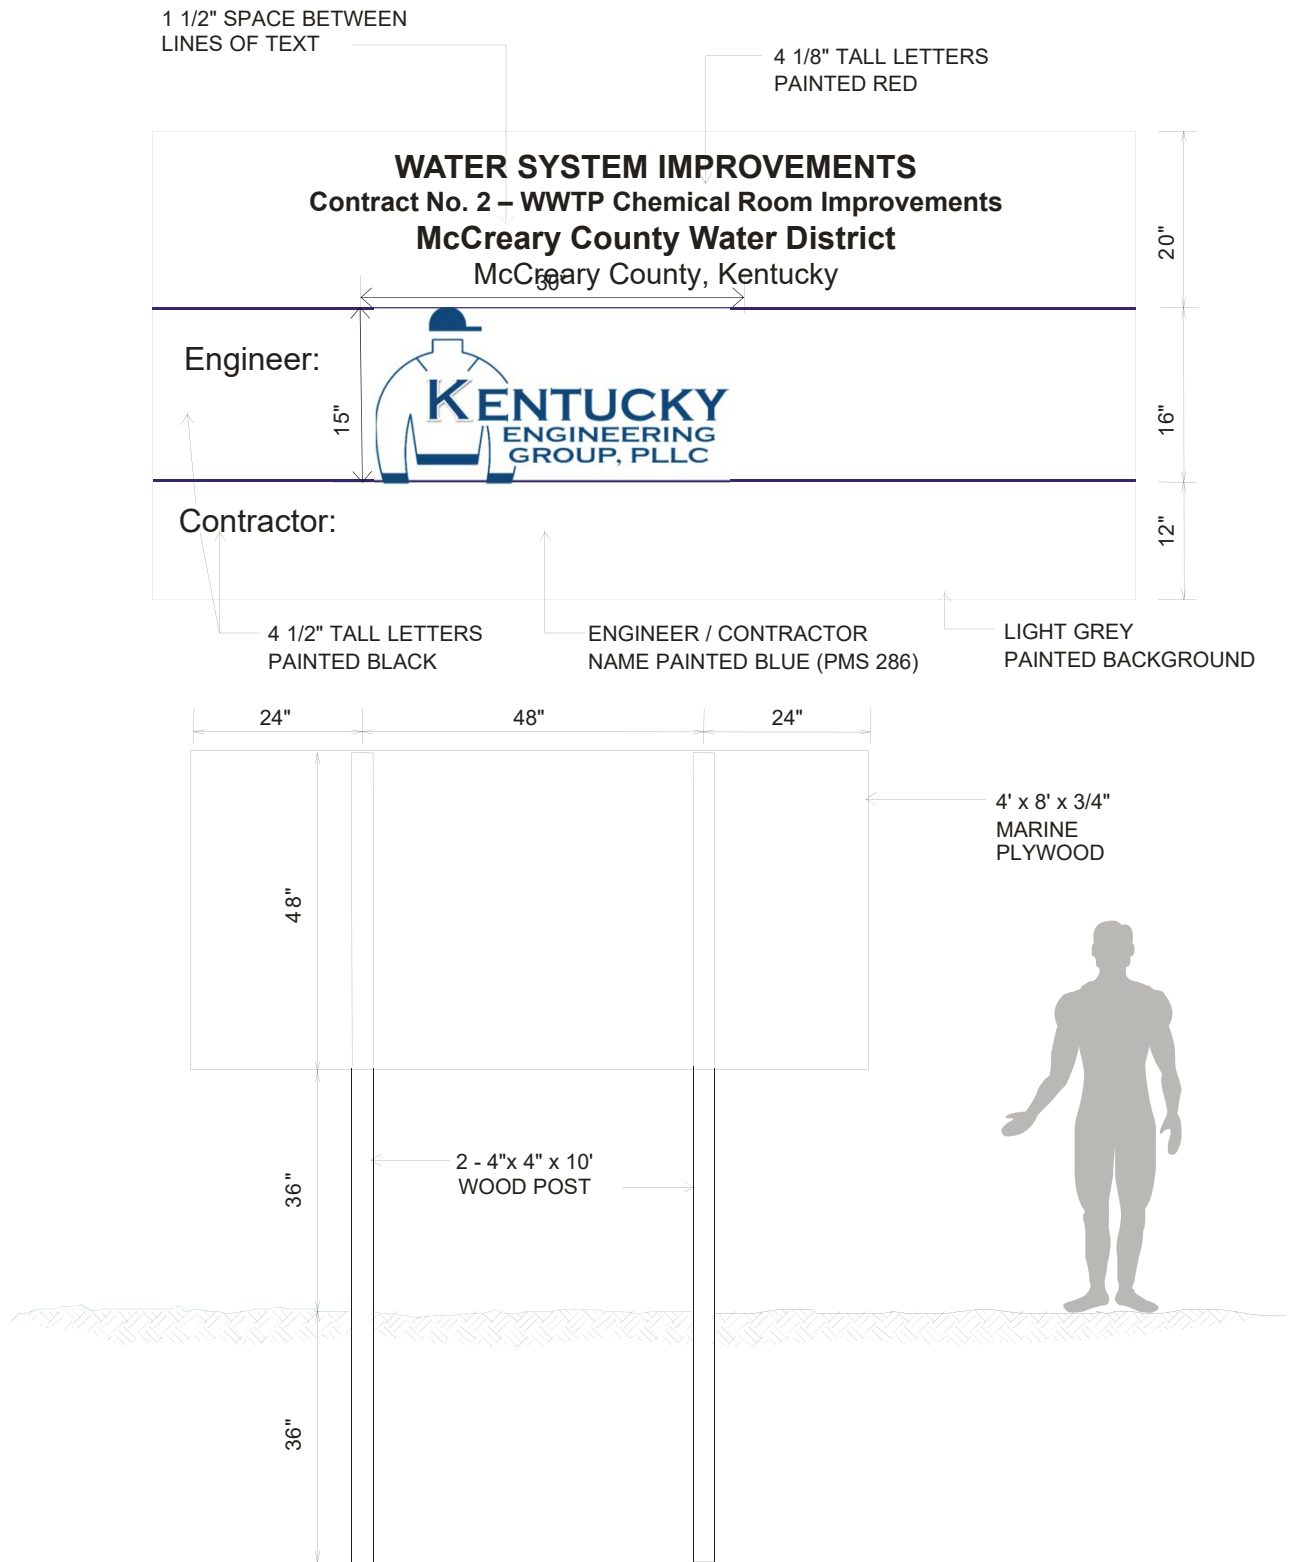 1 1/2" SPACE BETWEEN
LINES OF TEXT
4 1/8" TALL LETTERS
PAINTED RED
WATER SYSTEM IMPROVEMENTS
Contract No. 2 – WWTP Chemical Room Improvements
McCreary County Water District
McCreary County, Kentucky
30"
20"
Engineer:
15"
KENTUCKY
ENGINEERING
GROUP, PLLC
16"
Contractor:
12"
4 1/2" TALL LETTERS
PAINTED BLACK
ENGINEER / CONTRACTOR
NAME PAINTED BLUE (PMS 286)
LIGHT GREY
PAINTED BACKGROUND
24"
48"
24"
4' x 8' x 3/4"
MARINE
PLYWOOD
48"
2 - 4"x 4" x 10'
WOOD POST
36"
36"